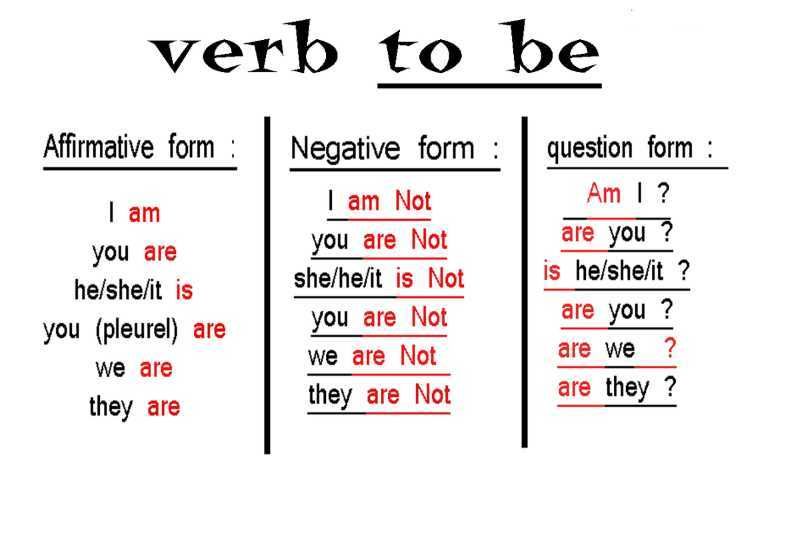 verb to be
Affirmative form :
I am
you are
he/she/it is
you (pleurel) are
we are
they are
Negative form :
I am Not
you are Not
she/he/it is Not
you are Not
we are Not
they are Not
question form :
Am I ?
are you ?
is he/she/it ?
are you ?
are we ?
are they ?